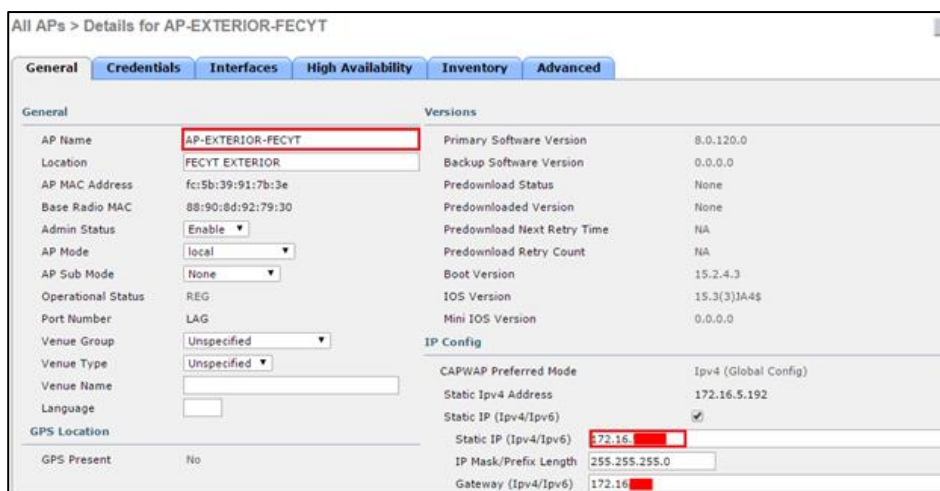 All APs > Details for AP-EXTERIOR-FECYT
General Credentials Interfaces High Availability Inventory Advanced
General
AP Name AP-EXTERIOR-FECYT
Location FECYT EXTERIOR
AP MAC Address fc:5b:39:91:7b:3e
Base Radio MAC 88:90:8d:92:79:30
Admin Status Enable
AP Mode local
AP Sub Mode None
Operational Status REG
Port Number LAG
Venue Group Unspecified
Venue Type Unspecified
Venue Name
Language
GPS Location
GPS Present No
Versions
Primary Software Version 8.0.120.0
Backup Software Version 0.0.0.0
Predownload Status None
Predownloaded Version None
Predownload Next Retry Time NA
Predownload Retry Count NA
Boot Version 15.2.4.3
IOS Version 15.3(3)JA4$
Mini IOS Version 0.0.0.0
IP Config
CAPWAP Preferred Mode Ipv4 (Global Config)
Static Ipv4 Address 172.16.5.192
Static IP (Ipv4/Ipv6)
Static IP (Ipv4/Ipv6) 172.16.
IP Mask/Prefix Length 255.255.255.0
Gateway (Ipv4/Ipv6) 172.16